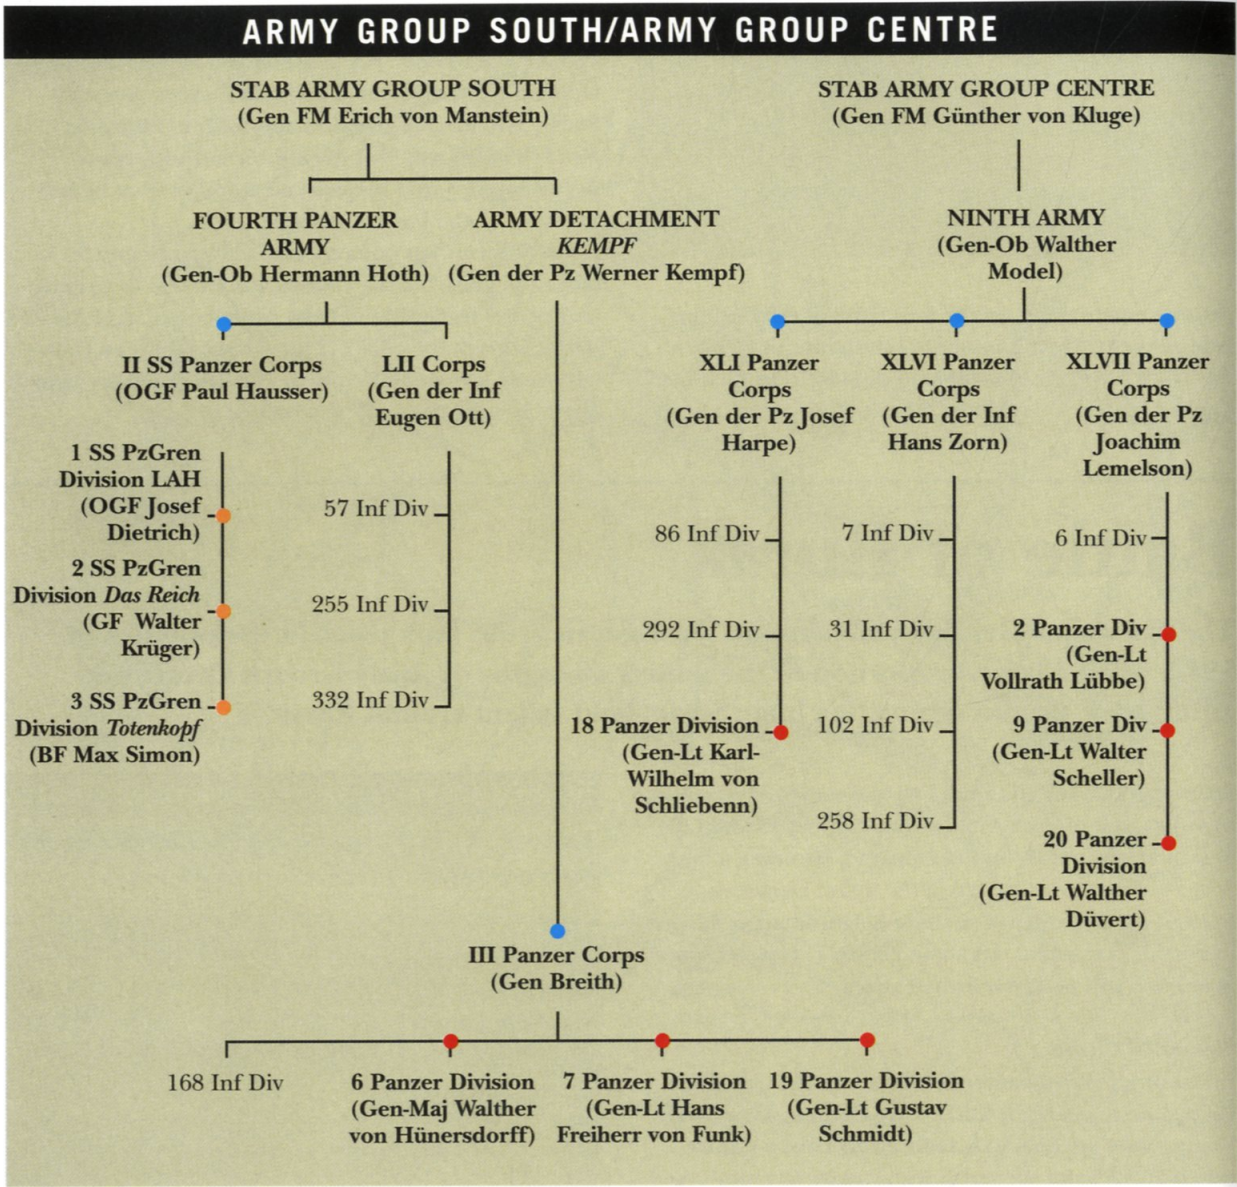 ARMY GROUP SOUTH/ARMY GROUP CENTRE
STAB ARMY GROUP SOUTH
(Gen FM Erich von Manstein)
STAB ARMY GROUP CENTRE
(Gen FM Günther von Kluge)
FOURTH PANZER
ARMY
(Gen-Ob Hermann Hoth)
ARMY DETACHMENT
KEMPF
(Gen der Pz Werner Kempf)
NINTH ARMY
(Gen-Ob Walther
Model)
II SS Panzer Corps
(OGF Paul Hausser)
LII Corps
(Gen der Inf
Eugen Ott)
XLI Panzer
Corps
(Gen der Pz Josef
Harpe)
XLVI Panzer
Corps
(Gen der Inf
Hans Zorn)
XLVII Panzer
Corps
(Gen der Pz
Joachim
Lemelson)
1 SS PzGren
Division LAH
(OGF Josef
Dietrich)
2 SS PzGren
Division Das Reich
(GF Walter
Krüger)
3 SS PzGren
Division Totenkopf
(BF Max Simon)
57 Inf Div
255 Inf Div
332 Inf Div
86 Inf Div
292 Inf Div
18 Panzer Division
(Gen-Lt Karl-
Wilhelm von
Schliebenn)
7 Inf Div
31 Inf Div
102 Inf Div
258 Inf Div
6 Inf Div
2 Panzer Div
(Gen-Lt
Vollrath Lübbe)
9 Panzer Div
(Gen-Lt Walter
Scheller)
20 Panzer
Division
(Gen-Lt Walther
Düvert)
III Panzer Corps
(Gen Breith)
168 Inf Div
6 Panzer Division
(Gen-Maj Walther
von Hünersdorff)
7 Panzer Division
(Gen-Lt Hans
Freiherr von Funk)
19 Panzer Division
(Gen-Lt Gustav
Schmidt)